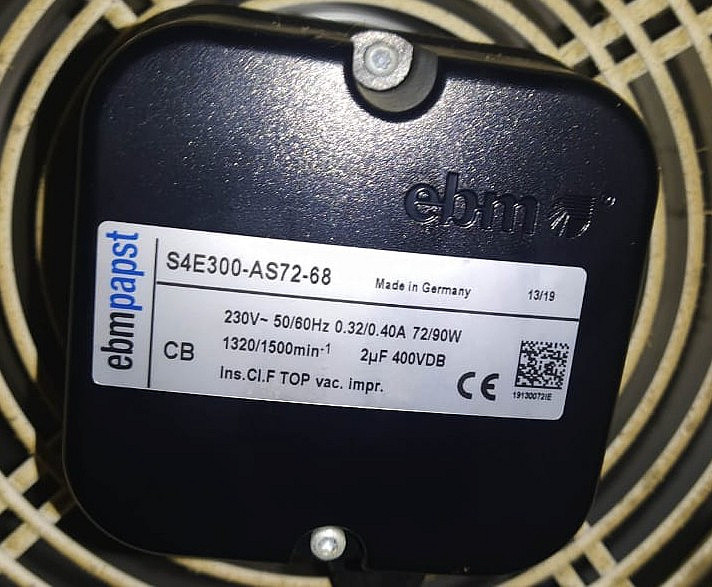 ebm
ebmpapst
S4E300-AS72-68
Made in Germany
13/19
230V~ 50/60Hz 0.32/0.40A 72/90W
CB
1320/1500min-1 2µF 400VDB
Ins.Cl.F TOP vac. impr.
CE
19130072IE